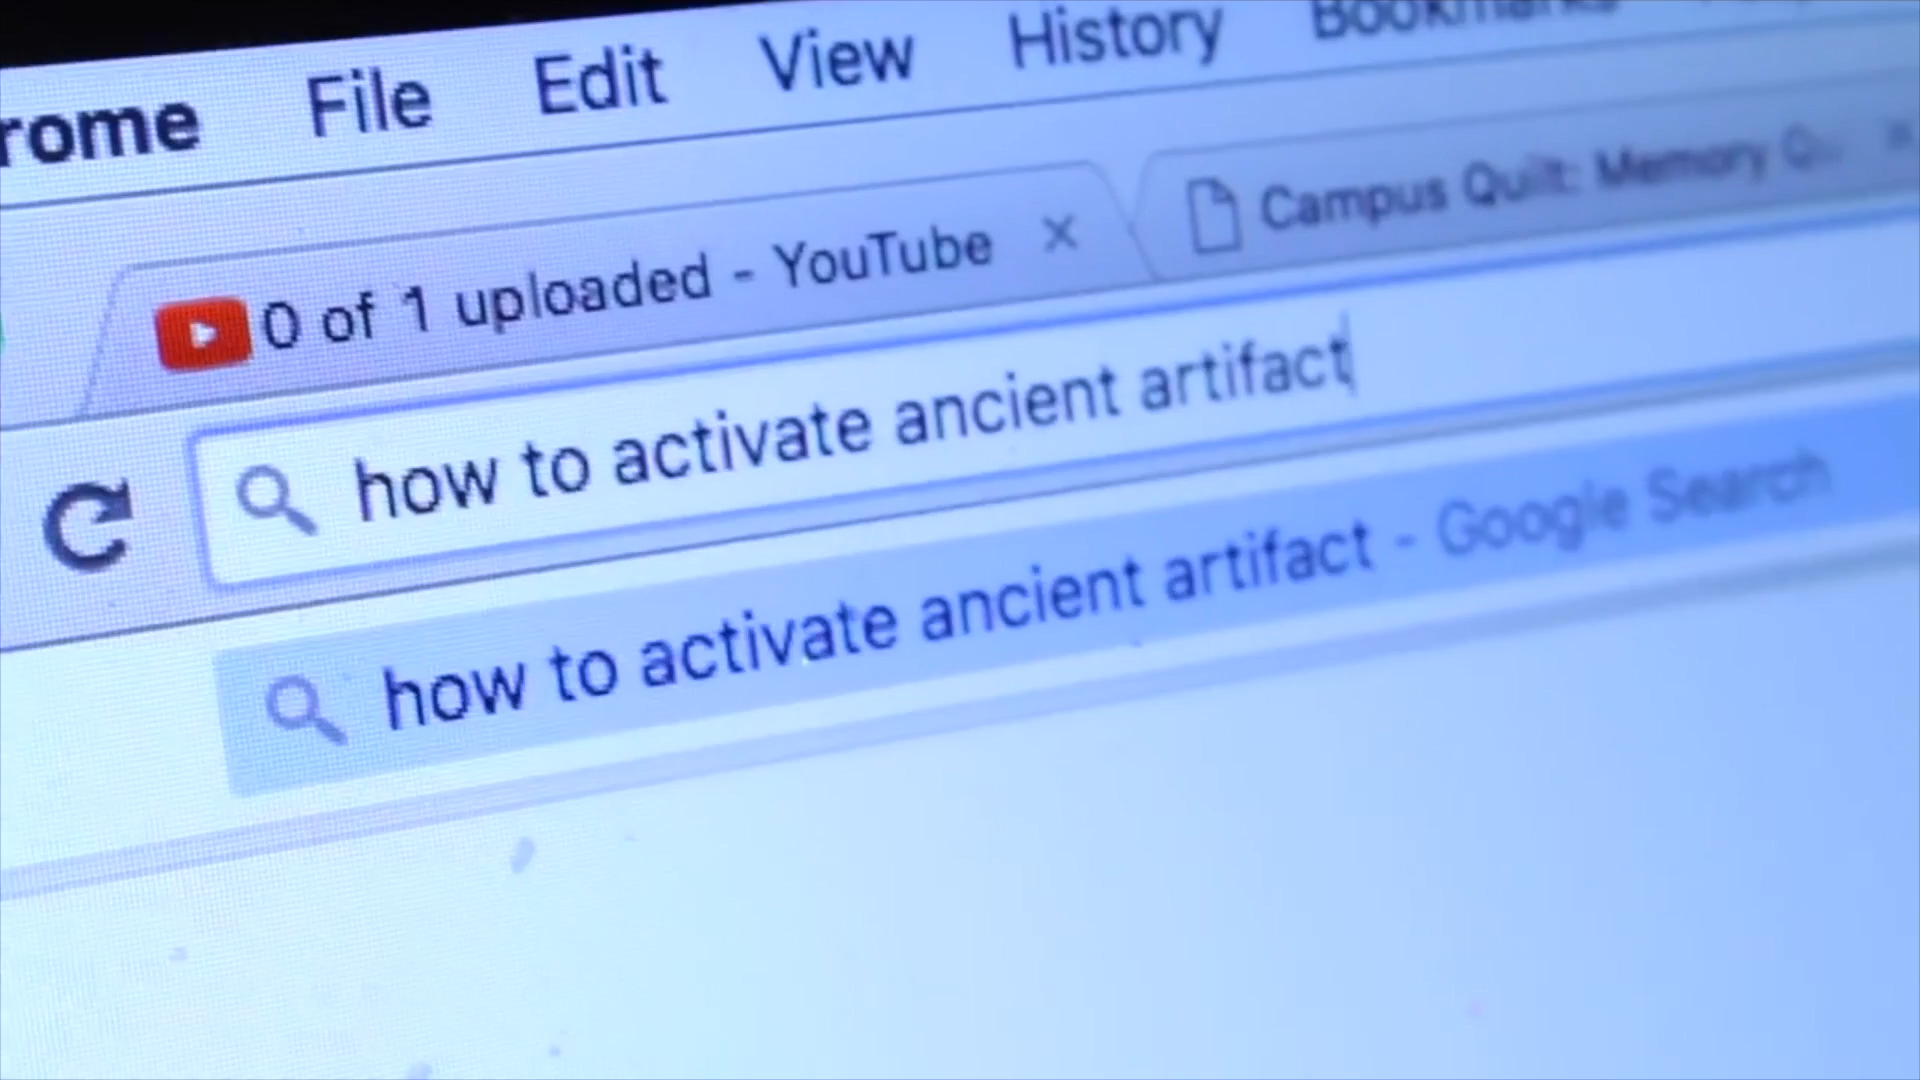 rome File Edit View History Bookmarks
0 of 1 uploaded - YouTube Campus Quilt: Memory Q
how to activate ancient artifact
how to activate ancient artifact - Google Search